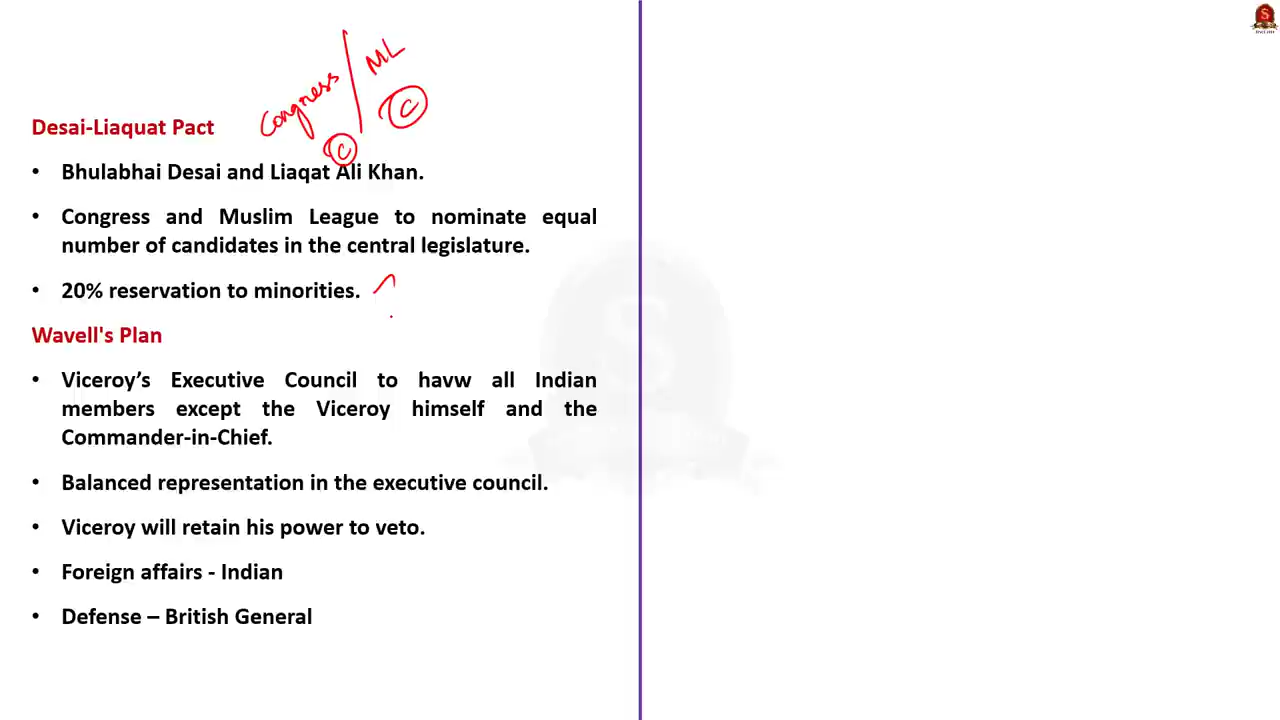 Congress / ML
C
C
Desai-Liaquat Pact
• Bhulabhai Desai and Liaqat Ali Khan.
• Congress and Muslim League to nominate equal
number of candidates in the central legislature.
• 20% reservation to minorities.
Wavell's Plan
• Viceroy’s Executive Council to havw all Indian
members except the Viceroy himself and the
Commander-in-Chief.
• Balanced representation in the executive council.
• Viceroy will retain his power to veto.
• Foreign affairs - Indian
• Defense – British General
S